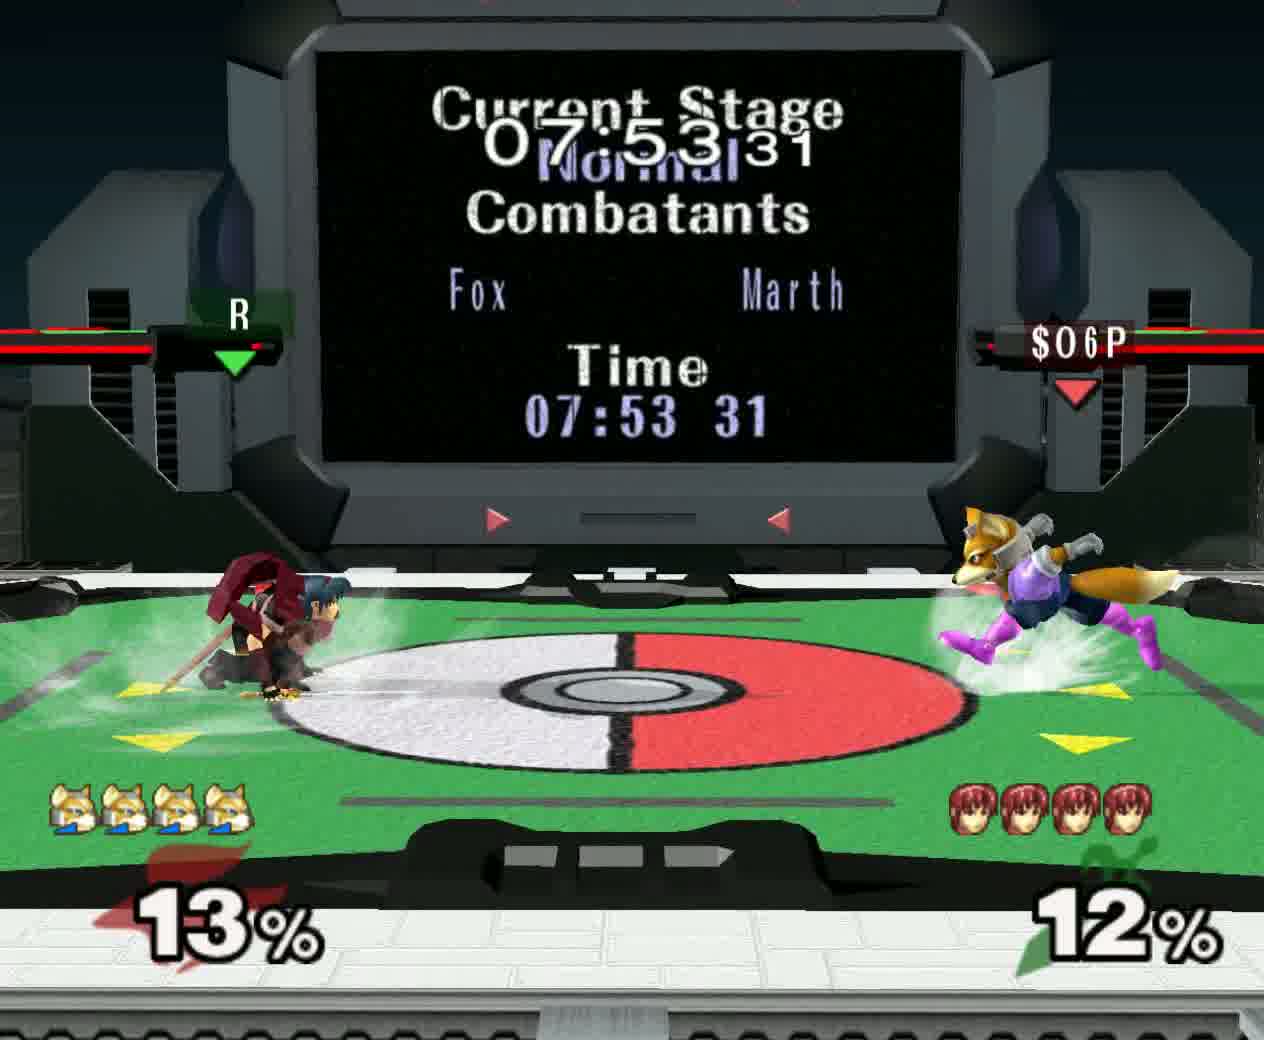 Current Stage
07:53 31
Normal
Combatants
Fox Marth
R
$06P
Time
07:53 31
13%
12%